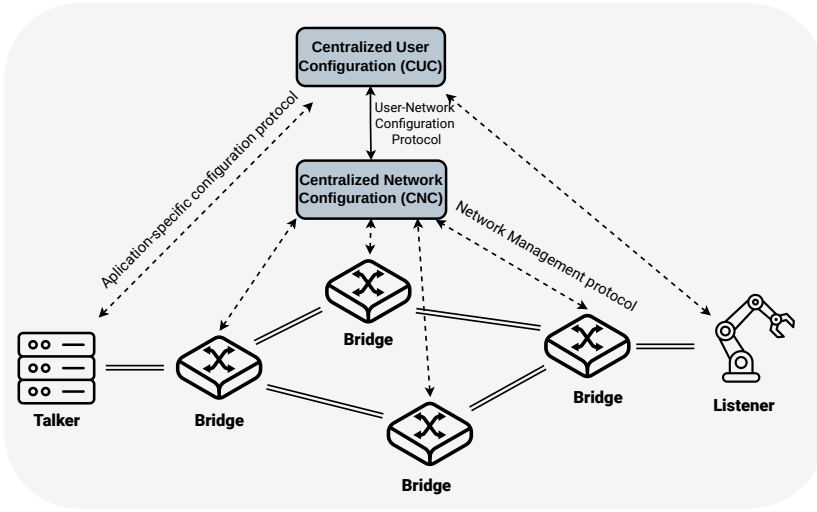 Centralized User
Configuration (CUC)
Aplication-specific configuration protocol
User-Network
Configuration
Protocol
Centralized Network
Configuration (CNC)
Network Management protocol
Bridge
Bridge
Talker
Bridge
Listener
Bridge